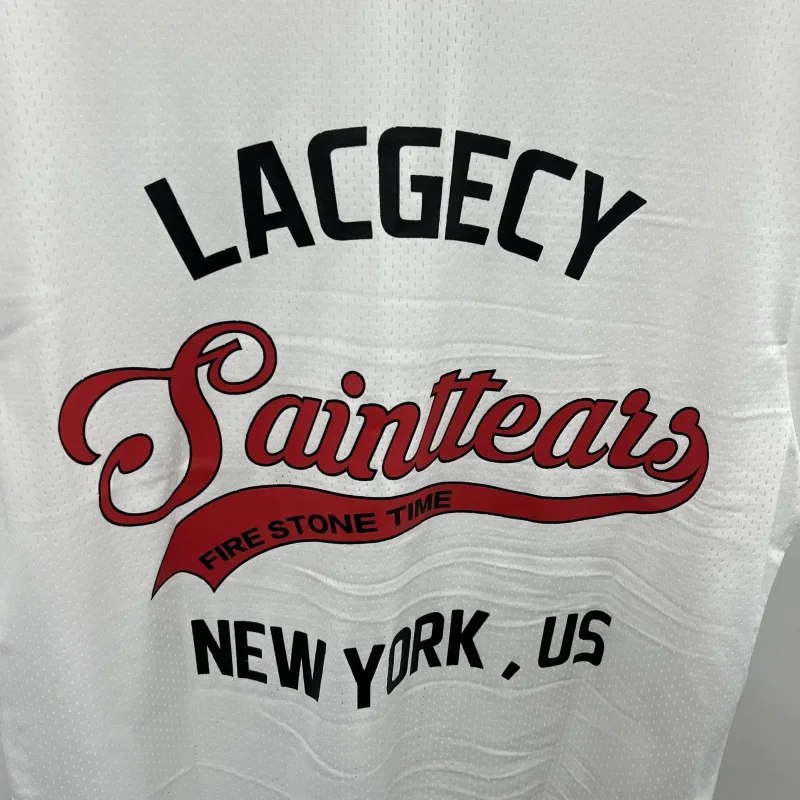 LACGECY
Sainttears
FIRE STONE TIME
NEW YORK , US